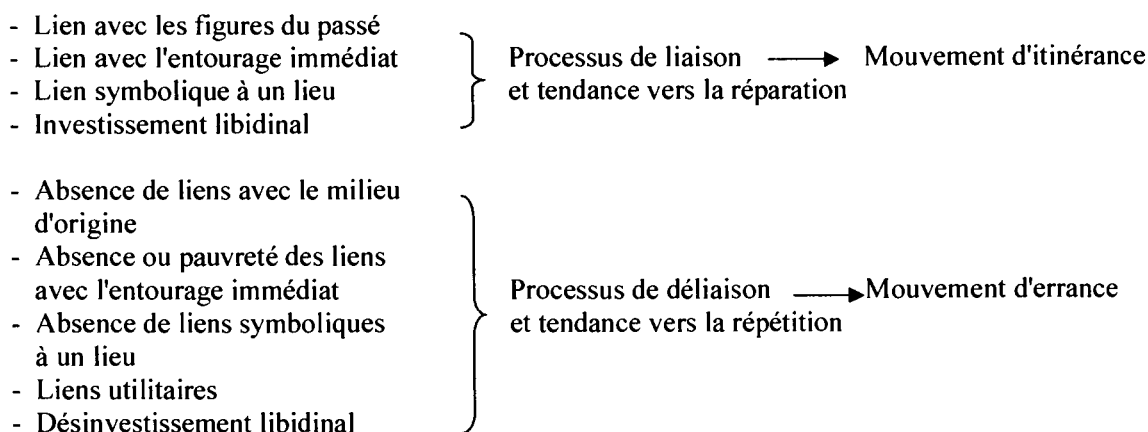 - Lien avec les figures du passé
- Lien avec l'entourage immédiat
- Lien symbolique à un lieu
- Investissement libidinal
Processus de liaison
et tendance vers la réparation
Mouvement d'itinérance
- Absence de liens avec le milieu
d'origine
- Absence ou pauvreté des liens
avec l'entourage immédiat
- Absence de liens symboliques
à un lieu
- Liens utilitaires
- Désinvestissement libidinal
Processus de déliaison
et tendance vers la répétition
Mouvement d'errance